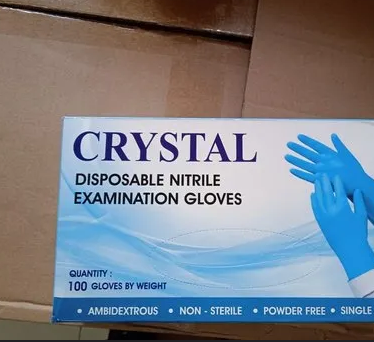 CRYSTAL
DISPOSABLE NITRILE
EXAMINATION GLOVES
QUANTITY :
100 GLOVES BY WEIGHT
• AMBIDEXTROUS • NON - STERILE • POWDER FREE • SINGLE